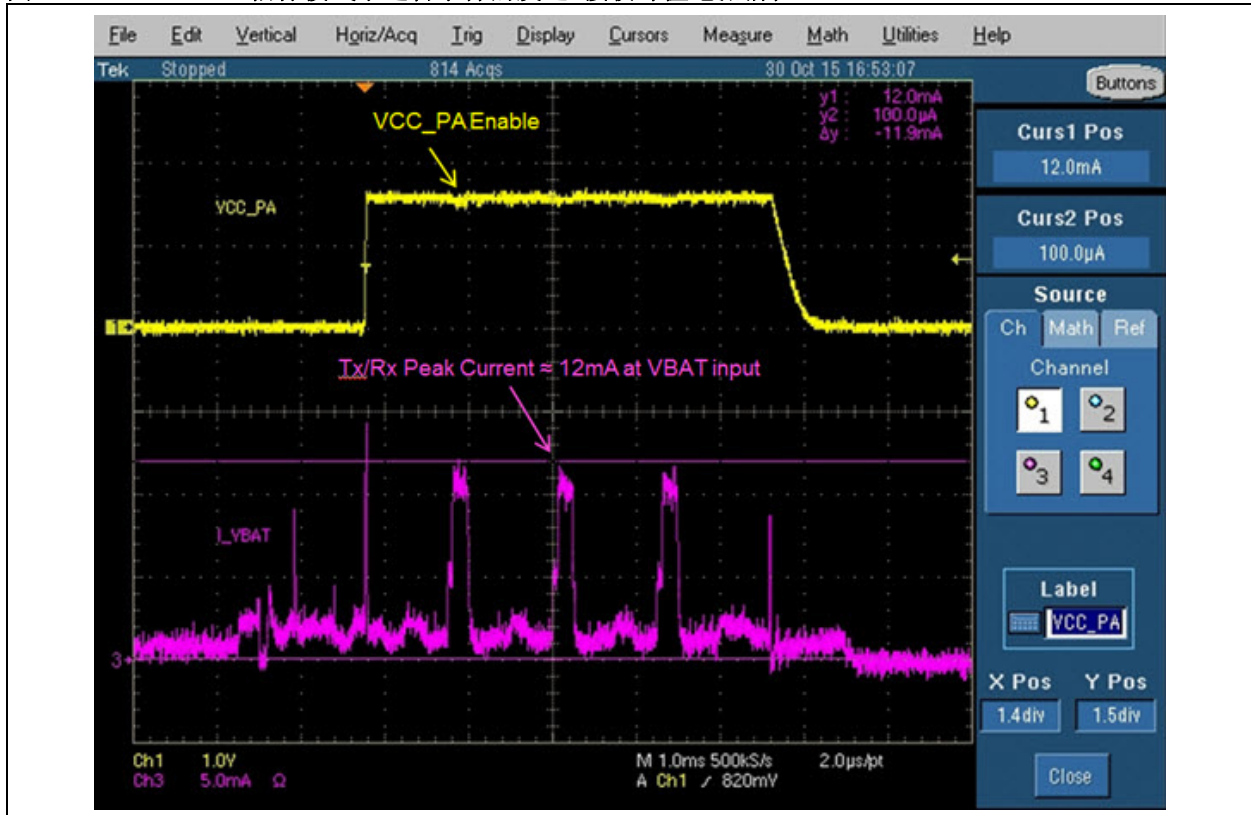 File Edit Vertical Horiz/Acq Trig Display Cursors Measure Math Utilities Help
Tek Stopped 814 Acqs 30 Oct 15 16:53:07
Buttons
y1 : 12.0mA
y2 : 100.0µA
Δy : -11.9mA
VCC_PA Enable
VCC_PA
Curs1 Pos
12.0mA
Curs2 Pos
100.0µA
Source
Ch Math Ref
Channel
1 2
3 4
1
T
Tx/Rx Peak Current ≈ 12mA at VBAT input
I_VBAT
3
Label
VCC_PA
X Pos Y Pos
1.4div 1.5div
Close
Ch1 1.0V M 1.0ms 500kS/s 2.0µs/pt
Ch3 5.0mA Ω A Ch1 / 820mV